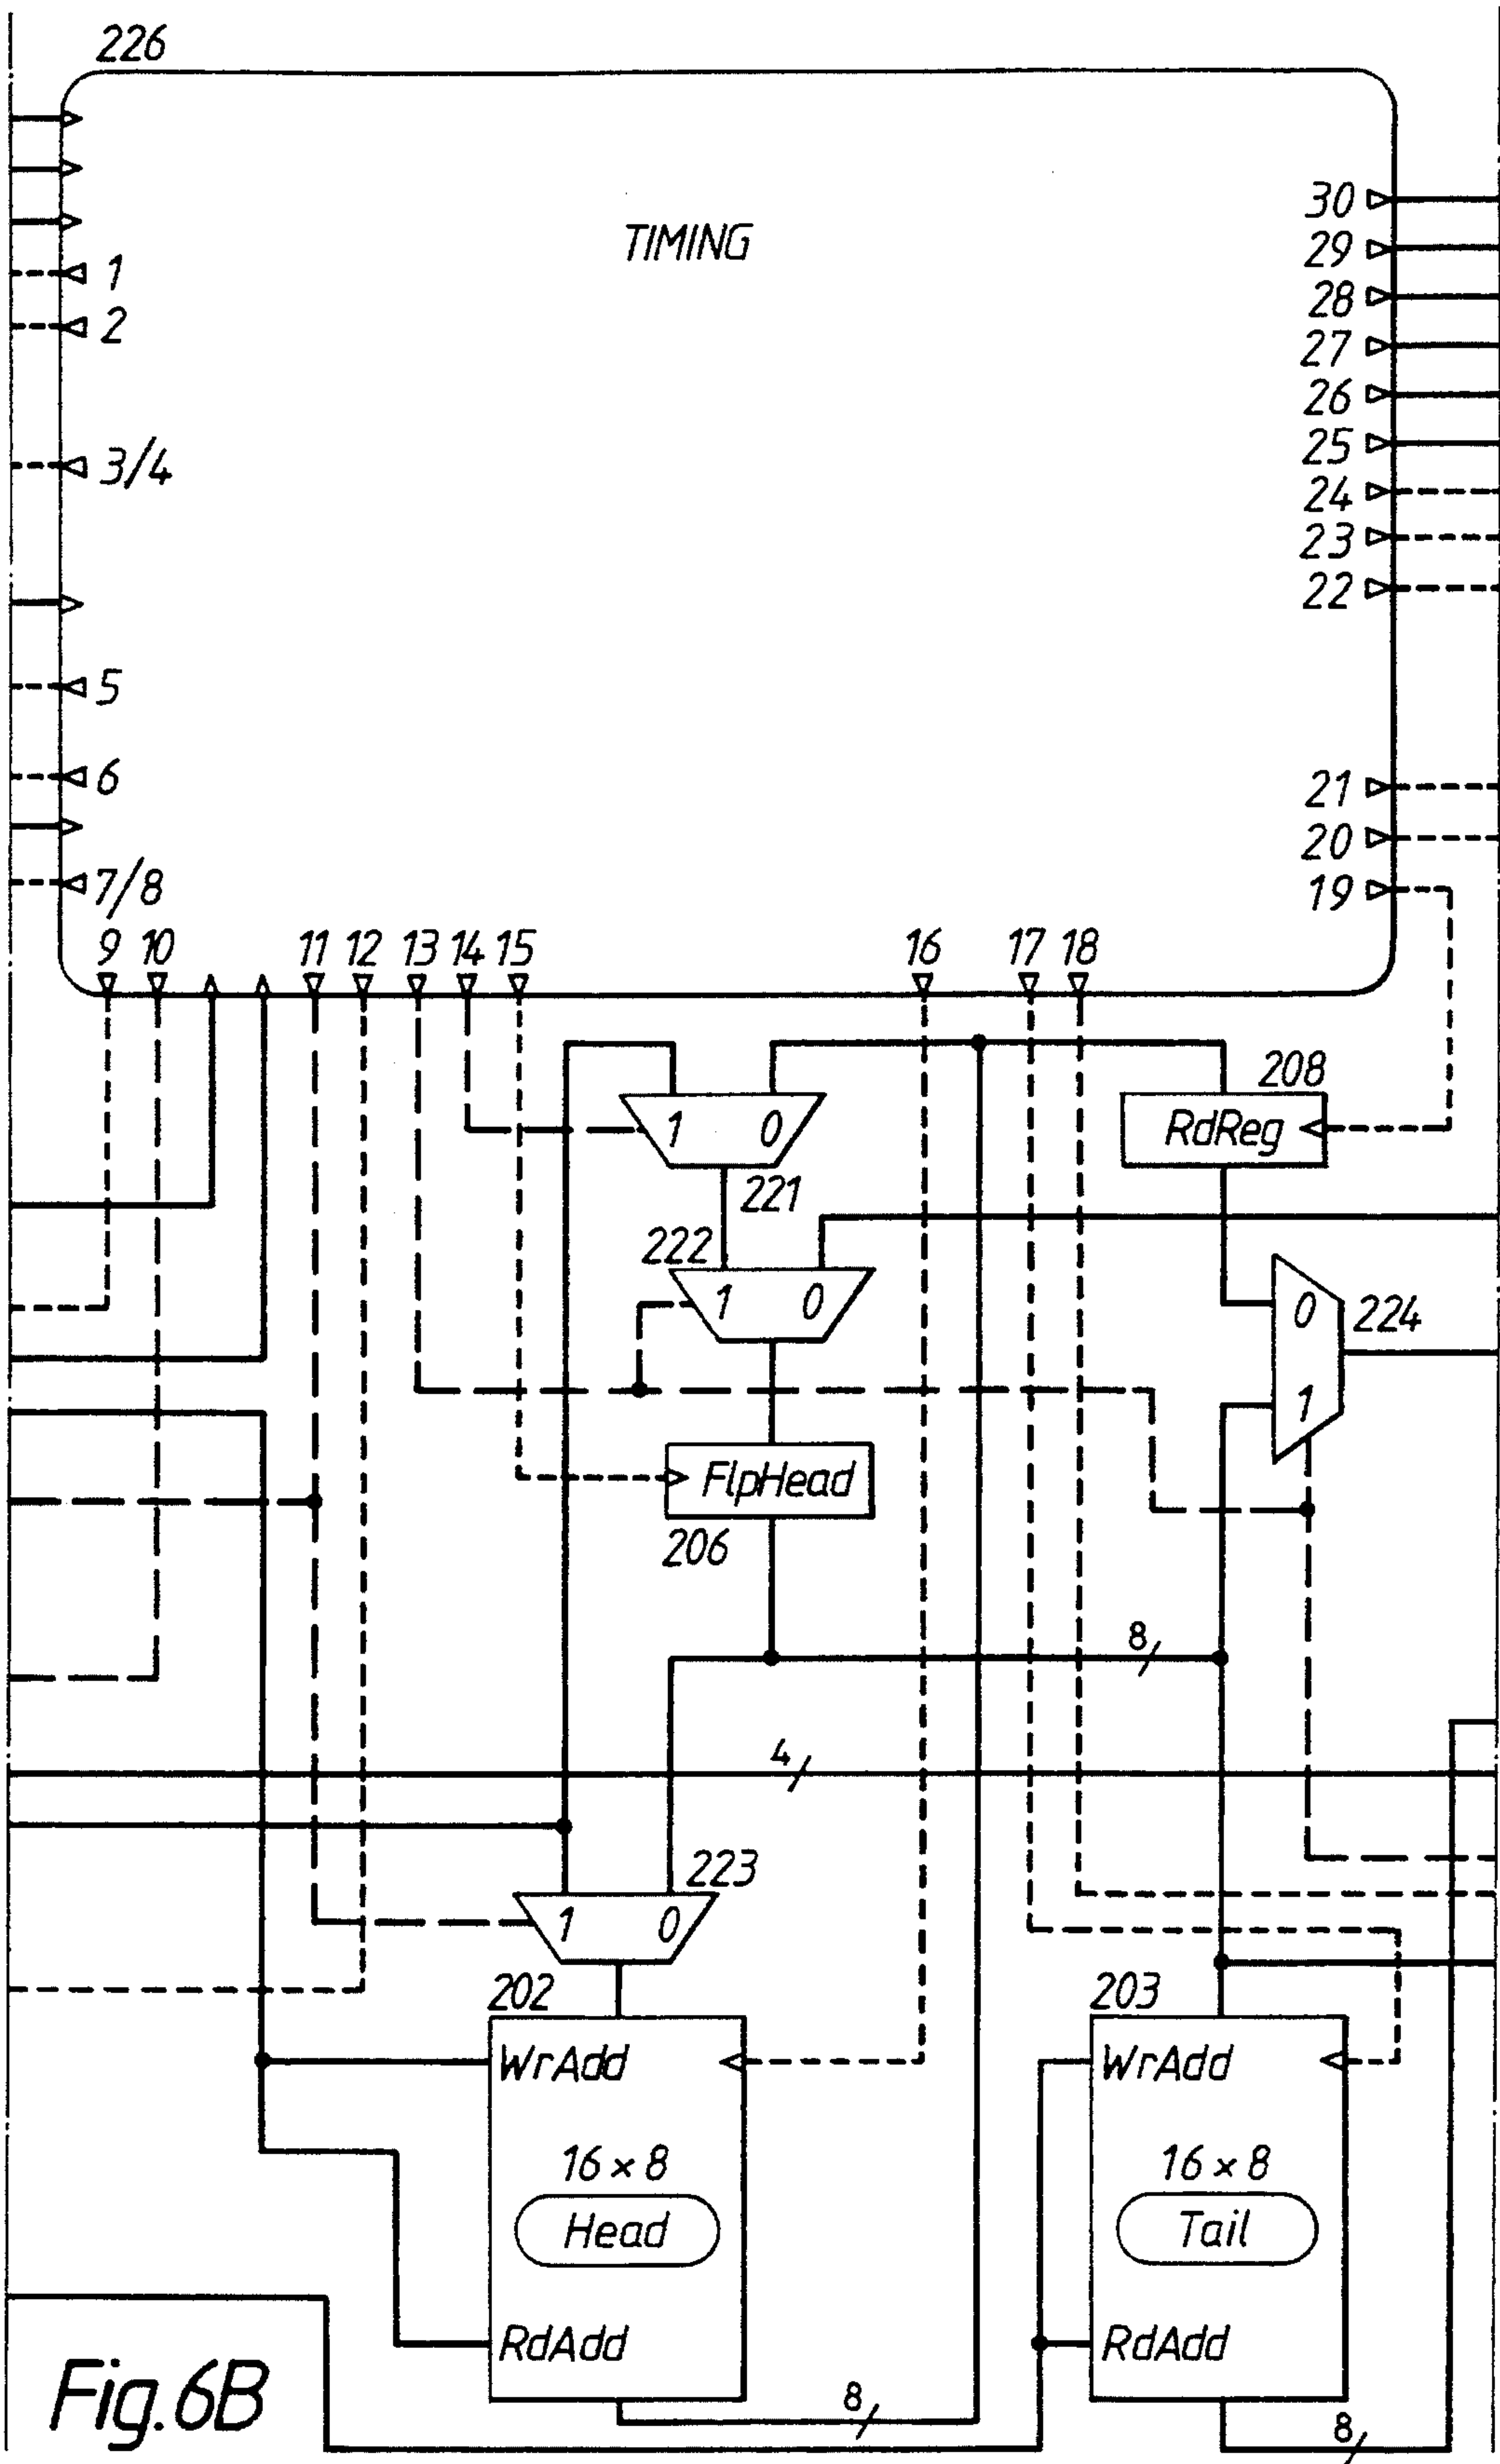 226
TIMING
30
29
1
28
2
27
26
25
3/4
24
23
22
5
6
21
20
7/8
19
9 10 11 12 13 14 15 16 17 18
208
1 0
RdReg
221
222
1 0
0
224
1
FlpHead
206
8
4
223
1 0
202
203
WrAdd
WrAdd
16 × 8
16 × 8
Head
Tail
RdAdd
RdAdd
Fig. 6B
8
8